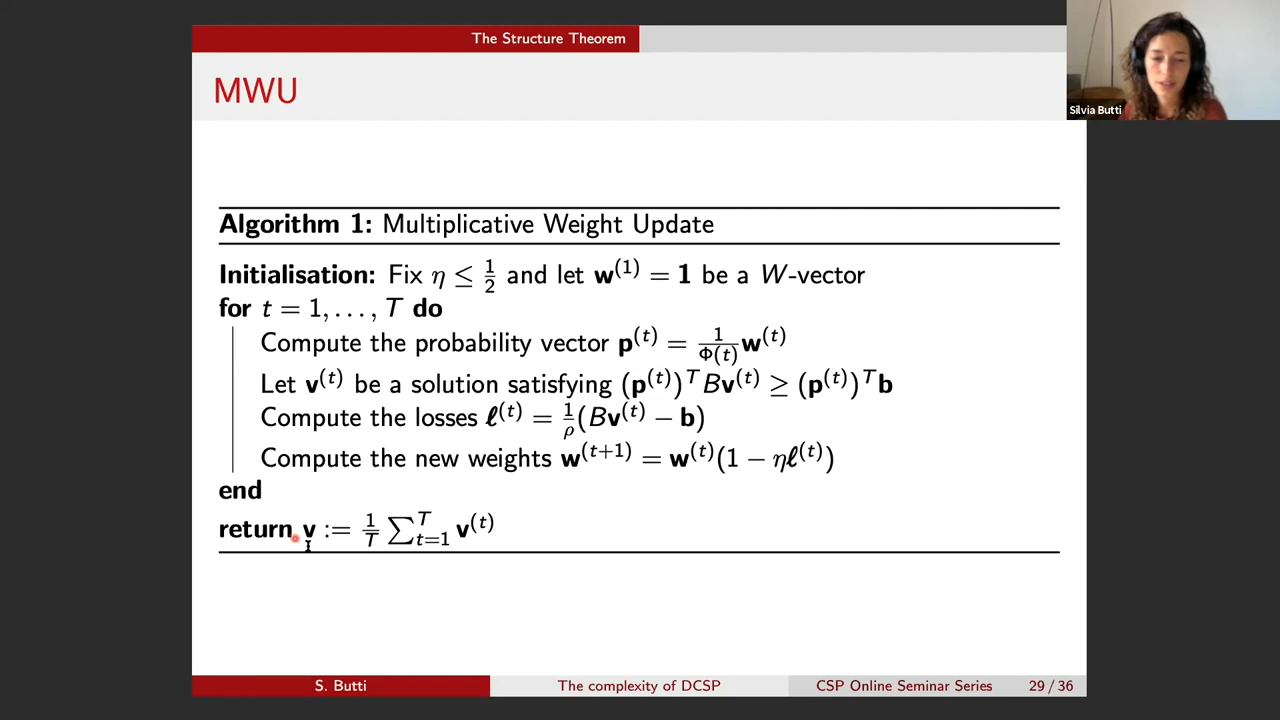 The Structure Theorem
MWU
Silvia Butti
Algorithm 1: Multiplicative Weight Update
Initialisation: Fix η ≤ 1/2 and let w^(1) = 1 be a W-vector
for t = 1, . . . , T do
Compute the probability vector p^(t) = 1/Φ(t) w^(t)
Let v^(t) be a solution satisfying (p^(t))^T Bv^(t) ≥ (p^(t))^T b
Compute the losses ℓ^(t) = 1/ρ (Bv^(t) − b)
Compute the new weights w^(t+1) = w^(t)(1 − ηℓ^(t))
end
return v := 1/T ∑_{t=1}^T v^(t)
S. Butti The complexity of DCSP CSP Online Seminar Series 29 / 36